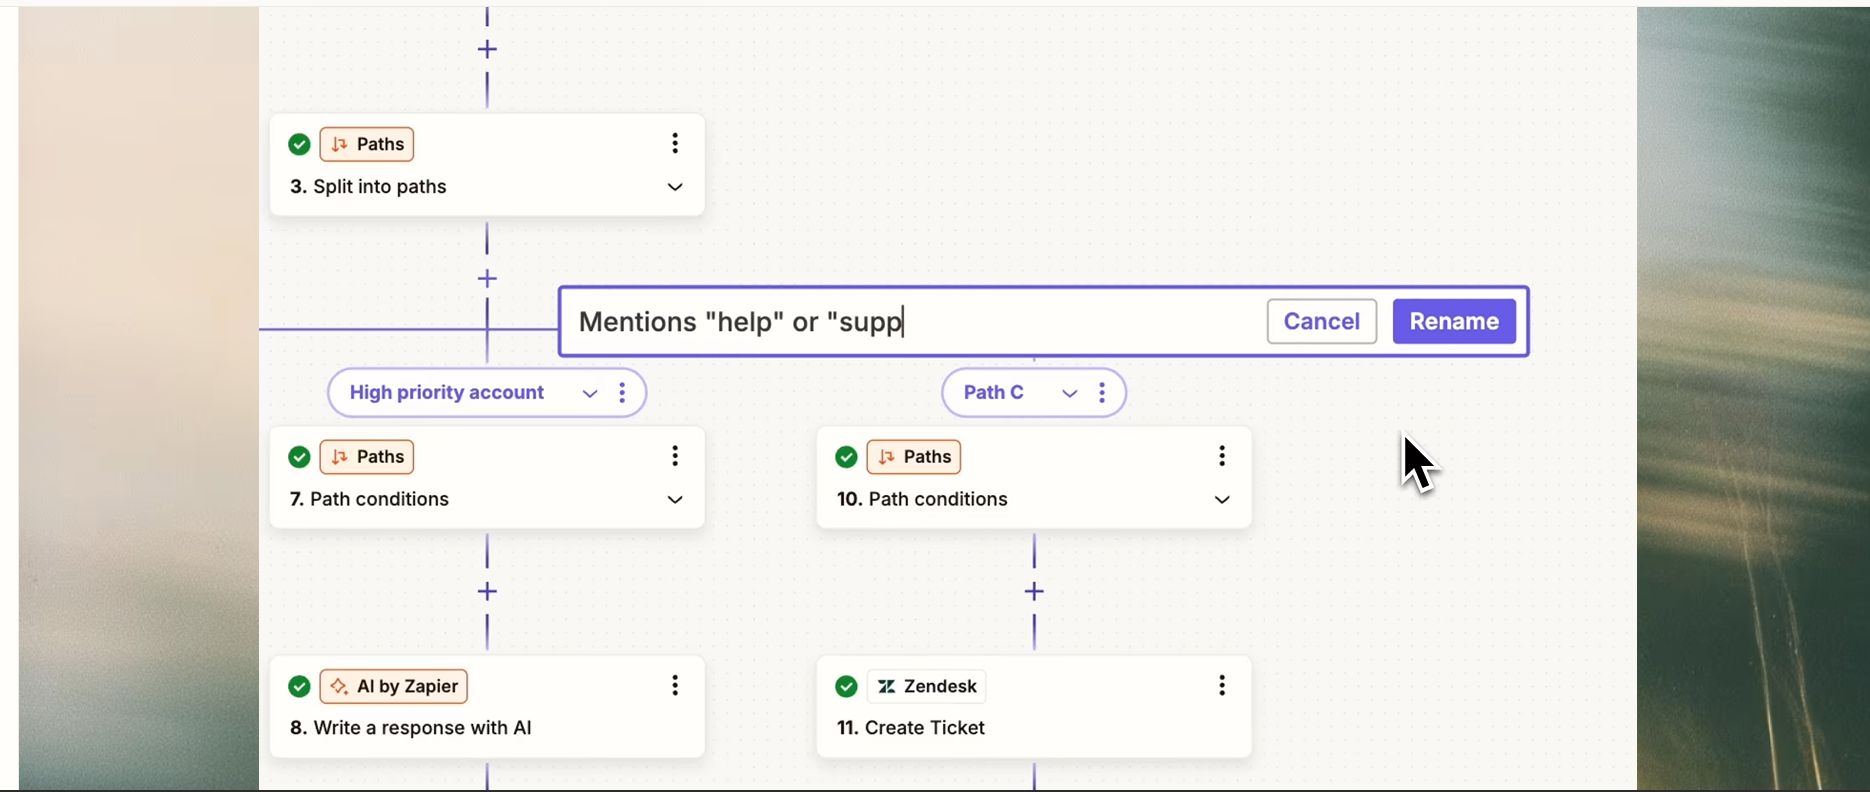 Paths
3. Split into paths
Mentions "help" or "supp
Cancel
Rename
High priority account
Path C
Paths
7. Path conditions
Paths
10. Path conditions
AI by Zapier
8. Write a response with AI
Zendesk
11. Create Ticket